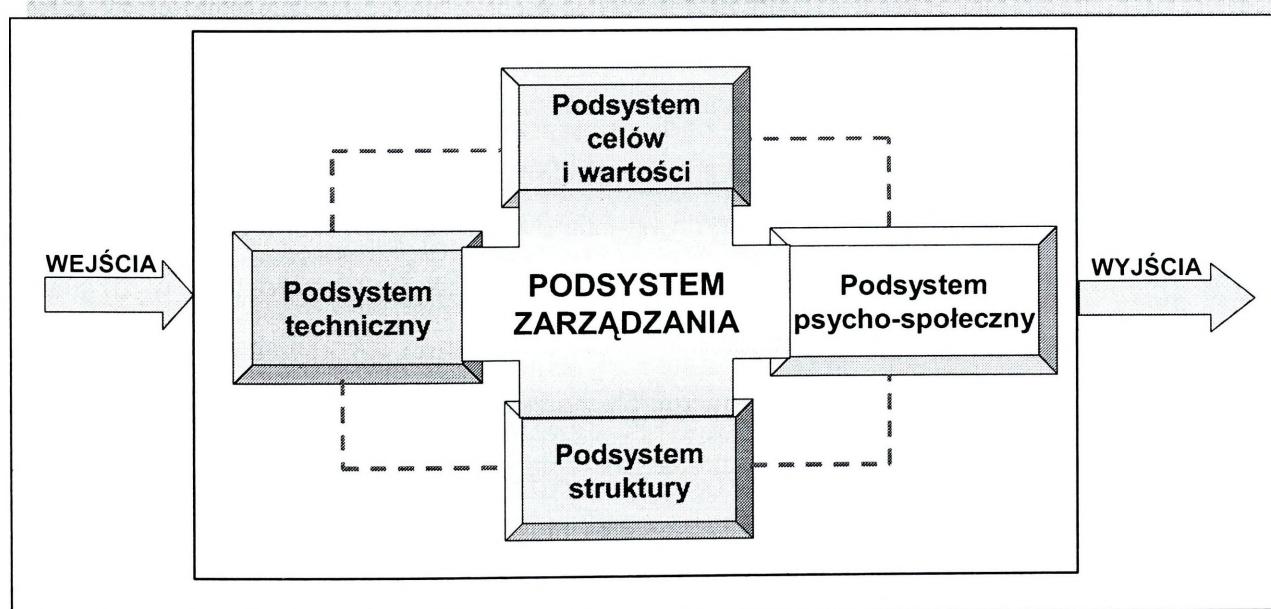 Podsystem
celów
i wartości
WEJŚCIA
Podsystem
techniczny
PODSYSTEM
ZARZĄDZANIA
Podsystem
psycho-społeczny
WYJŚCIA
Podsystem
struktury